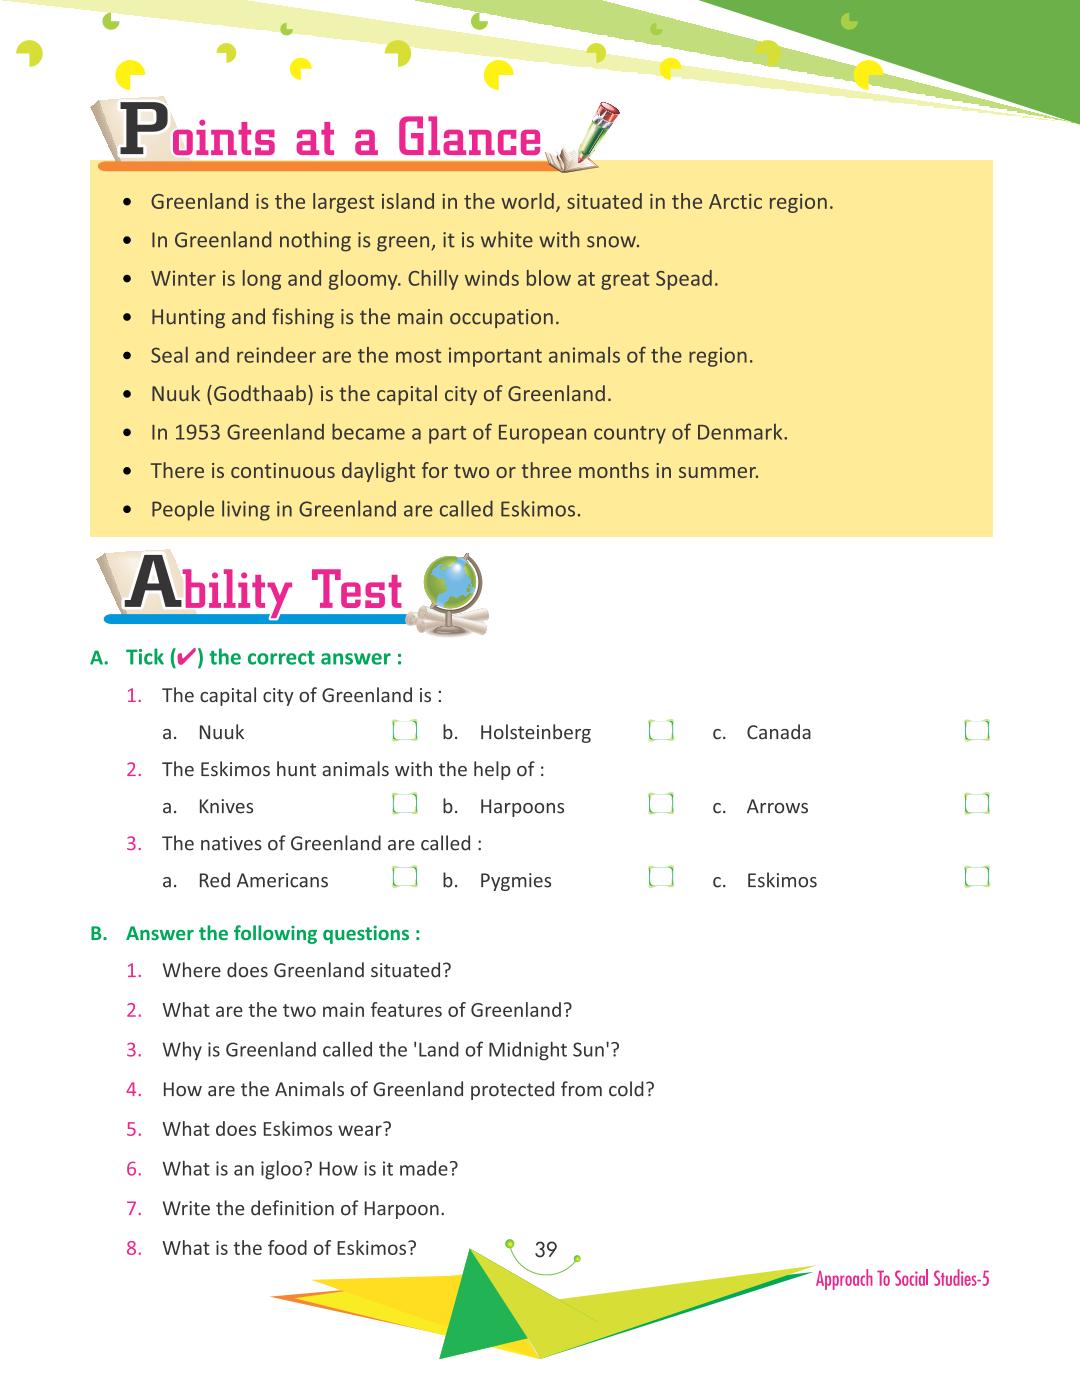 Points at a Glance
• Greenland is the largest island in the world, situated in the Arctic region.
• In Greenland nothing is green, it is white with snow.
• Winter is long and gloomy. Chilly winds blow at great Spead.
• Hunting and fishing is the main occupation.
• Seal and reindeer are the most important animals of the region.
• Nuuk (Godthaab) is the capital city of Greenland.
• In 1953 Greenland became a part of European country of Denmark.
• There is continuous daylight for two or three months in summer.
• People living in Greenland are called Eskimos.
Ability Test
A. Tick (✔) the correct answer :
1. The capital city of Greenland is :
a. Nuuk b. Holsteinberg c. Canada
2. The Eskimos hunt animals with the help of :
a. Knives b. Harpoons c. Arrows
3. The natives of Greenland are called :
a. Red Americans b. Pygmies c. Eskimos
B. Answer the following questions :
1. Where does Greenland situated?
2. What are the two main features of Greenland?
3. Why is Greenland called the 'Land of Midnight Sun'?
4. How are the Animals of Greenland protected from cold?
5. What does Eskimos wear?
6. What is an igloo? How is it made?
7. Write the definition of Harpoon.
8. What is the food of Eskimos?
39
Approach To Social Studies-5